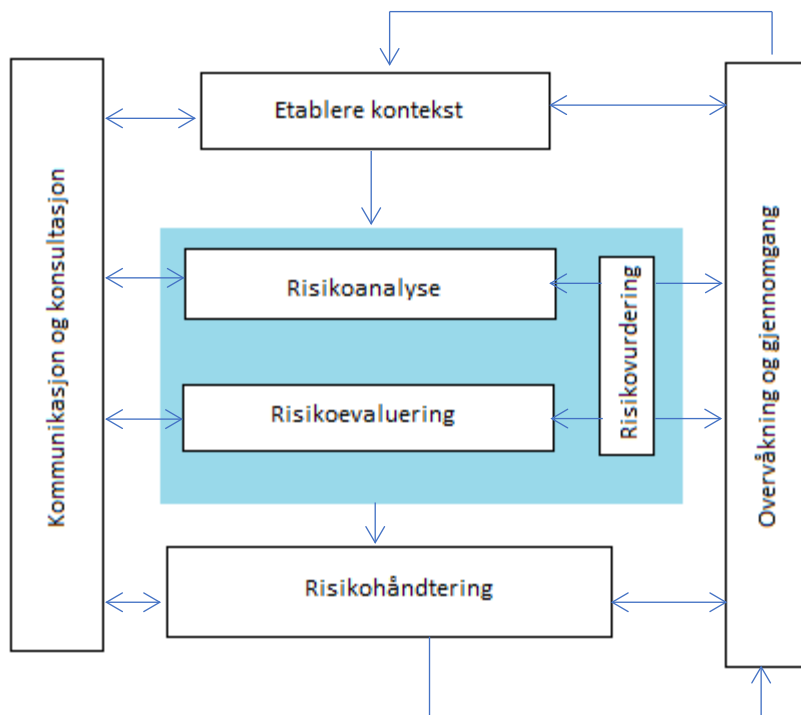 Kommunikasjon og konsultasjon
Etablere kontekst
Risikoanalyse
Risikoevaluering
Risikovurdering
Risikohåndtering
Overvåkning og gjennomgang